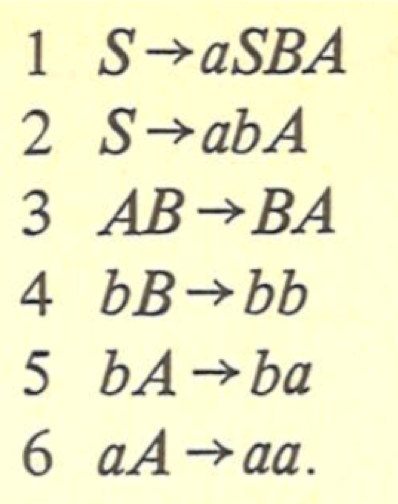 1 S→aSBA
2 S→abA
3 AB→BA
4 bB→bb
5 bA→ba
6 aA→aa.